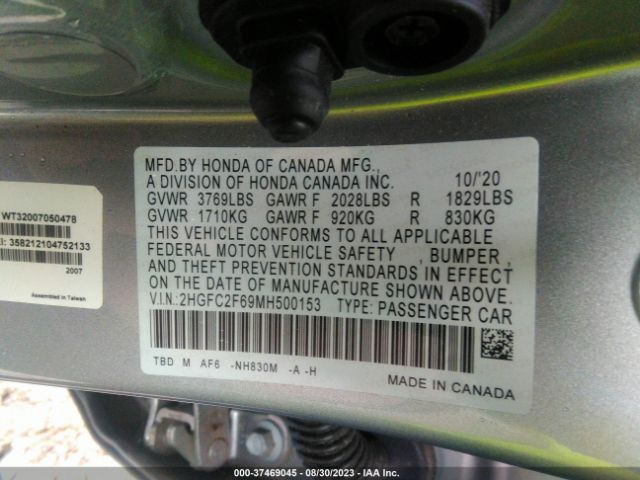 MFD.BY HONDA OF CANADA MFG.,
A DIVISION OF HONDA CANADA INC. 10/'20
GVWR 3769LBS GAWR F 2028LBS R 1829LBS
GVWR 1710KG GAWR F 920KG R 830KG
THIS VEHICLE CONFORMS TO ALL APPLICABLE
FEDERAL MOTOR VEHICLE SAFETY , BUMPER ,
AND THEFT PREVENTION STANDARDS IN EFFECT
ON THE DATE OF MANUFACTURE SHOWN ABOVE.
V.I.N.:2HGFC2F69MH500153 TYPE: PASSENGER CAR
TBD M AF6 -NH830M -A -H
MADE IN CANADA
WT32007050478
I: 358212104752133
2007
Assembled in Taiwan
000-37469045 - 08/30/2023 - IAA Inc.